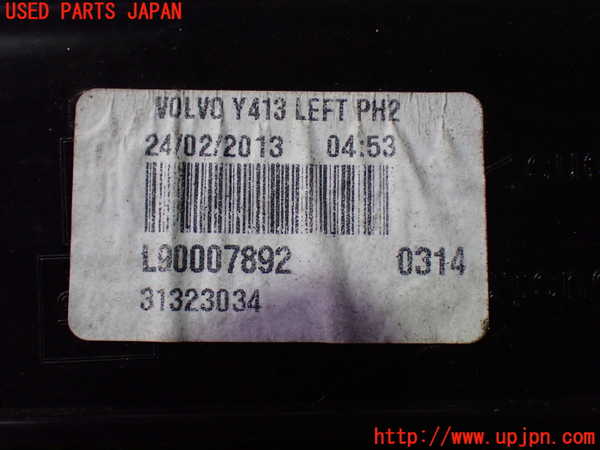 USED PARTS JAPAN
VOLVO Y413 LEFT PH2
24/02/2013 04:53
L90007892 0314
31323034
http://www.upjpn.com/